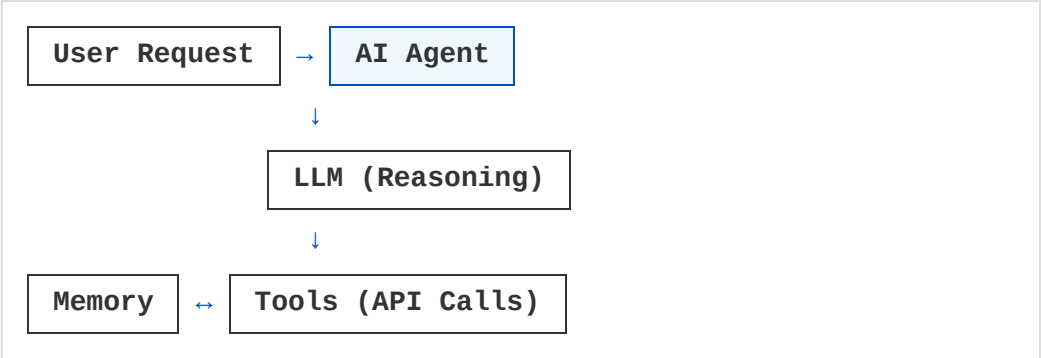 User Request → AI Agent
↓
LLM (Reasoning)
↓
Memory ↔ Tools (API Calls)